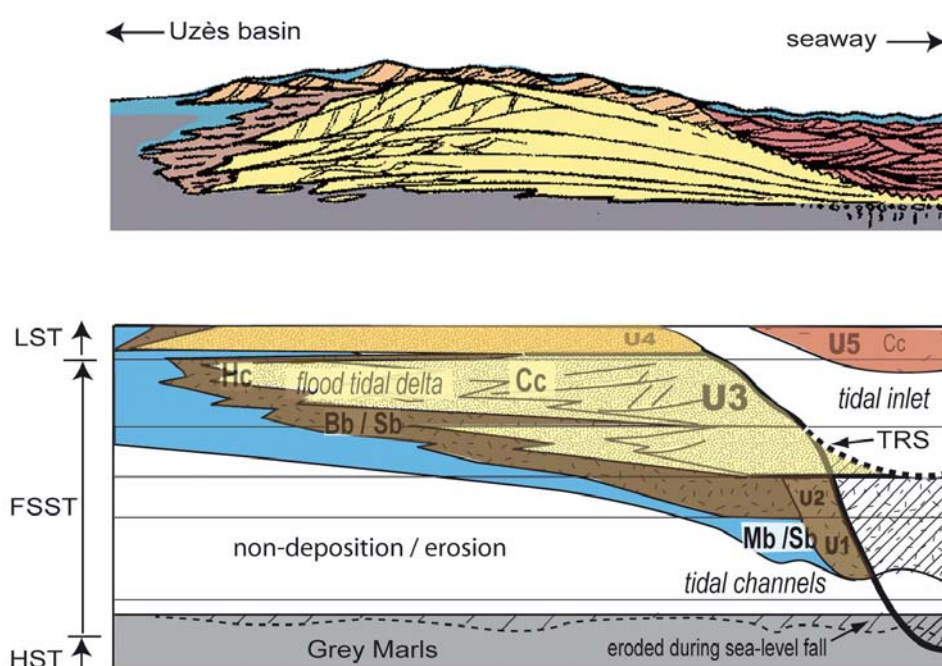 Uzès basin
seaway
LST
U4
U5 Cc
Hc
flood tidal delta
Cc
U3
tidal inlet
Bb / Sb
TRS
FSST
U2
non-deposition / erosion
Mb /Sb
U1
tidal channels
HST
Grey Marls
eroded during sea-level fall